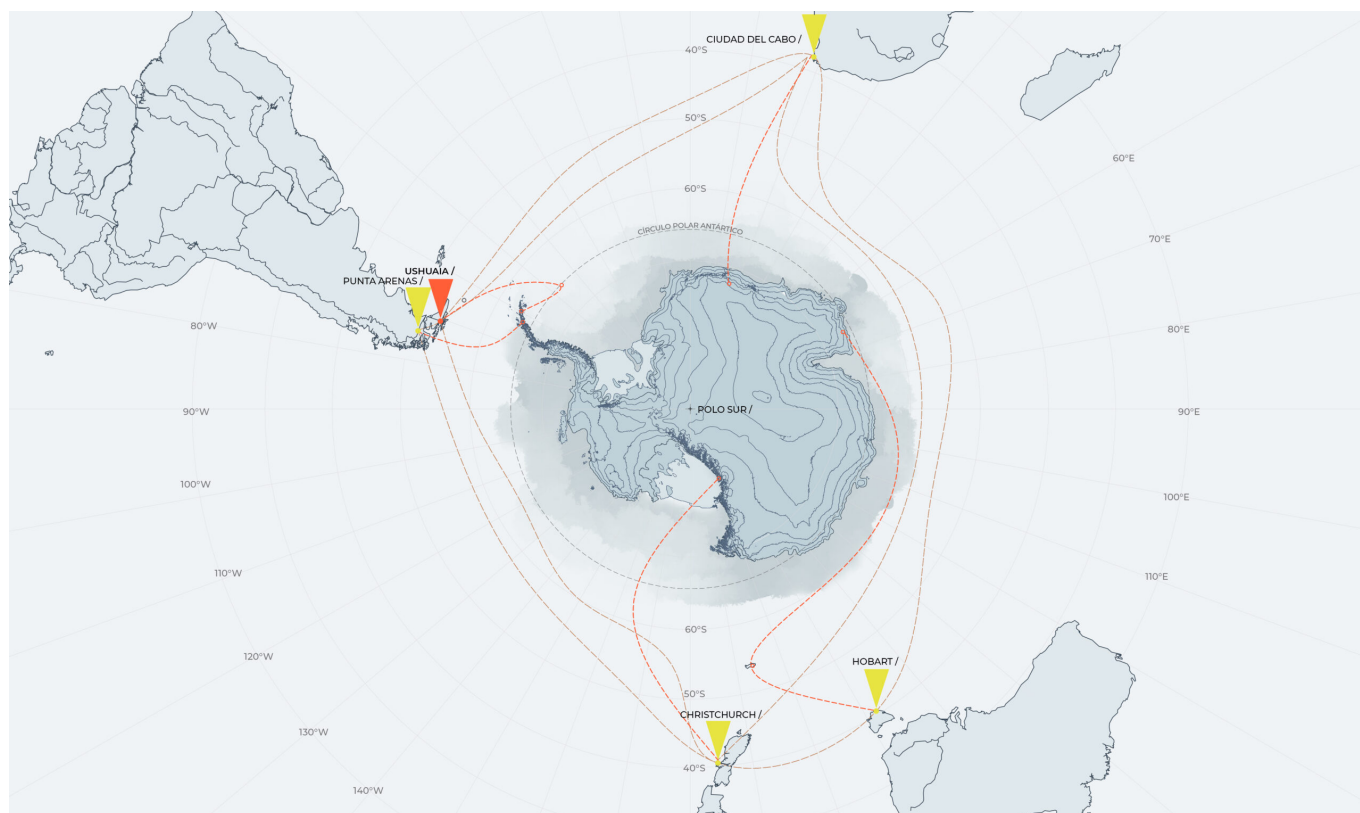 CIUDAD DEL CABO /
40°S
50°S
60°E
60°S
CÍRCULO POLAR ANTÁRTICO
70°E
USHUAIA /
PUNTA ARENAS /
80°W
80°E
90°W
POLO SUR /
90°E
100°W
100°E
110°W
110°E
60°S
120°W
HOBART /
50°S
CHRISTCHURCH /
130°W
40°S
140°W